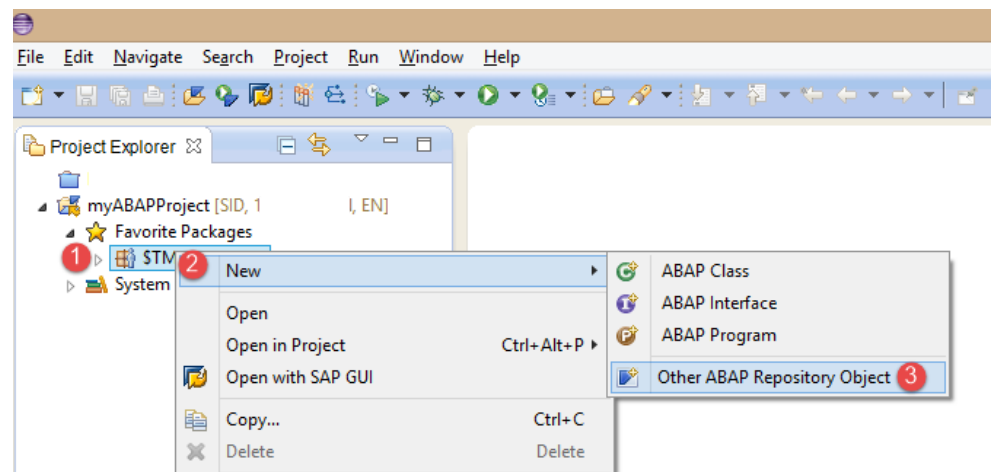 File Edit Navigate Search Project Run Window Help
Project Explorer
myABAPProject [SID, 1 I, EN]
Favorite Packages
1 $TM
System
2 New
Open
Open in Project Ctrl+Alt+P
Open with SAP GUI
Copy... Ctrl+C
Delete Delete
ABAP Class
ABAP Interface
ABAP Program
Other ABAP Repository Object 3